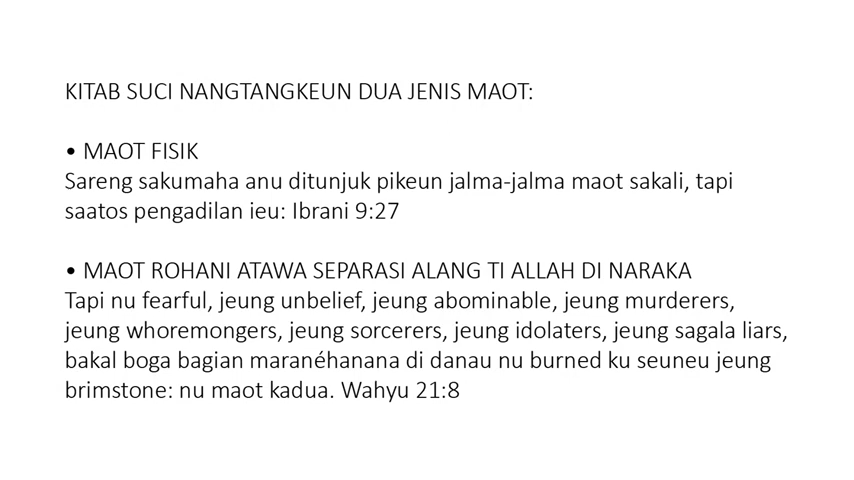 KITAB SUCI NANGTANGKEUN DUA JENIS MAOT:
• MAOT FISIK
Sareng sakumaha anu ditunjuk pikeun jalma-jalma maot sakali, tapi
saatos pengadilan ieu: Ibrani 9:27
• MAOT ROHANI ATAWA SEPARASI ALANG TI ALLAH DI NARAKA
Tapi nu fearful, jeung unbelief, jeung abominable, jeung murderers,
jeung whoremongers, jeung sorcerers, jeung idolaters, jeung sagala liars,
bakal boga bagian maranéhanana di danau nu burned ku seuneu jeung
brimstone: nu maot kadua. Wahyu 21:8